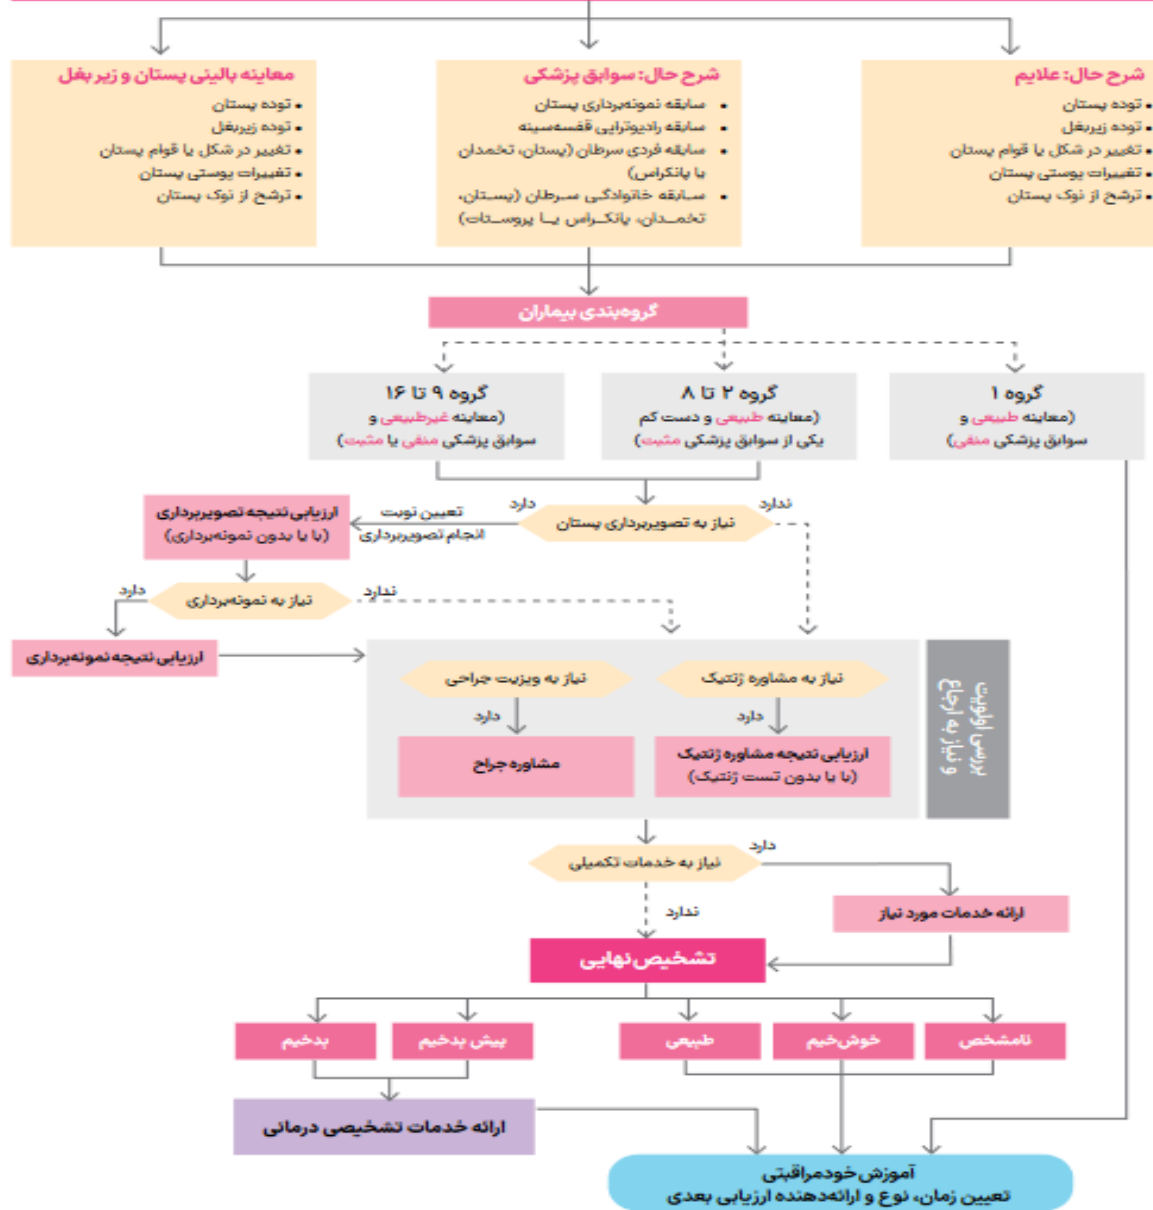 شرح حال: علایم
• توده پستان
• توده زیربغل
• تغییر در شکل یا قوام پستان
• تغییرات پوستی پستان
• ترشح از نوک پستان
شرح حال: سوابق پزشکی
• سابقه نمونه‌برداری پستان
• سابقه رادیوتراپی قفسه‌سینه
• سابقه فردی سرطان (پستان، تخمدان
یا پانکراس)
• سابقه خانوادگی سرطان (پستان،
تخمدان، پانکراس یا پروستات)
معاینه بالینی پستان و زیر بغل
• توده پستان
• توده زیربغل
• تغییر در شکل یا قوام پستان
• تغییرات پوستی پستان
• ترشح از نوک پستان
گروه‌بندی بیماران
گروه ۱
(معاینه طبیعی و
سوابق پزشکی منفی)
گروه ۲ تا ۸
(معاینه طبیعی و دست کم
یکی از سوابق پزشکی مثبت)
گروه ۹ تا ۱۶
(معاینه غیرطبیعی و
سوابق پزشکی منفی یا مثبت)
نیاز به تصویربرداری پستان
ندارد
دارد
تعیین نوبت
انجام تصویربرداری
ارزیابی نتیجه تصویربرداری
(با یا بدون نمونه‌برداری)
نیاز به نمونه‌برداری
ندارد
دارد
ارزیابی نتیجه نمونه‌برداری
بررسی اولویت
و نیاز به ارجاع
نیاز به مشاوره ژنتیک
دارد
ارزیابی نتیجه مشاوره ژنتیک
(با یا بدون تست ژنتیک)
نیاز به ویزیت جراحی
دارد
مشاوره جراح
نیاز به خدمات تکمیلی
دارد
ندارد
ارائه خدمات مورد نیاز
تشخیص نهایی
نامشخص
خوش‌خیم
طبیعی
پیش بدخیم
بدخیم
ارائه خدمات تشخیصی درمانی
آموزش خودمراقبتی
تعیین زمان، نوع و ارائه‌دهنده ارزیابی بعدی